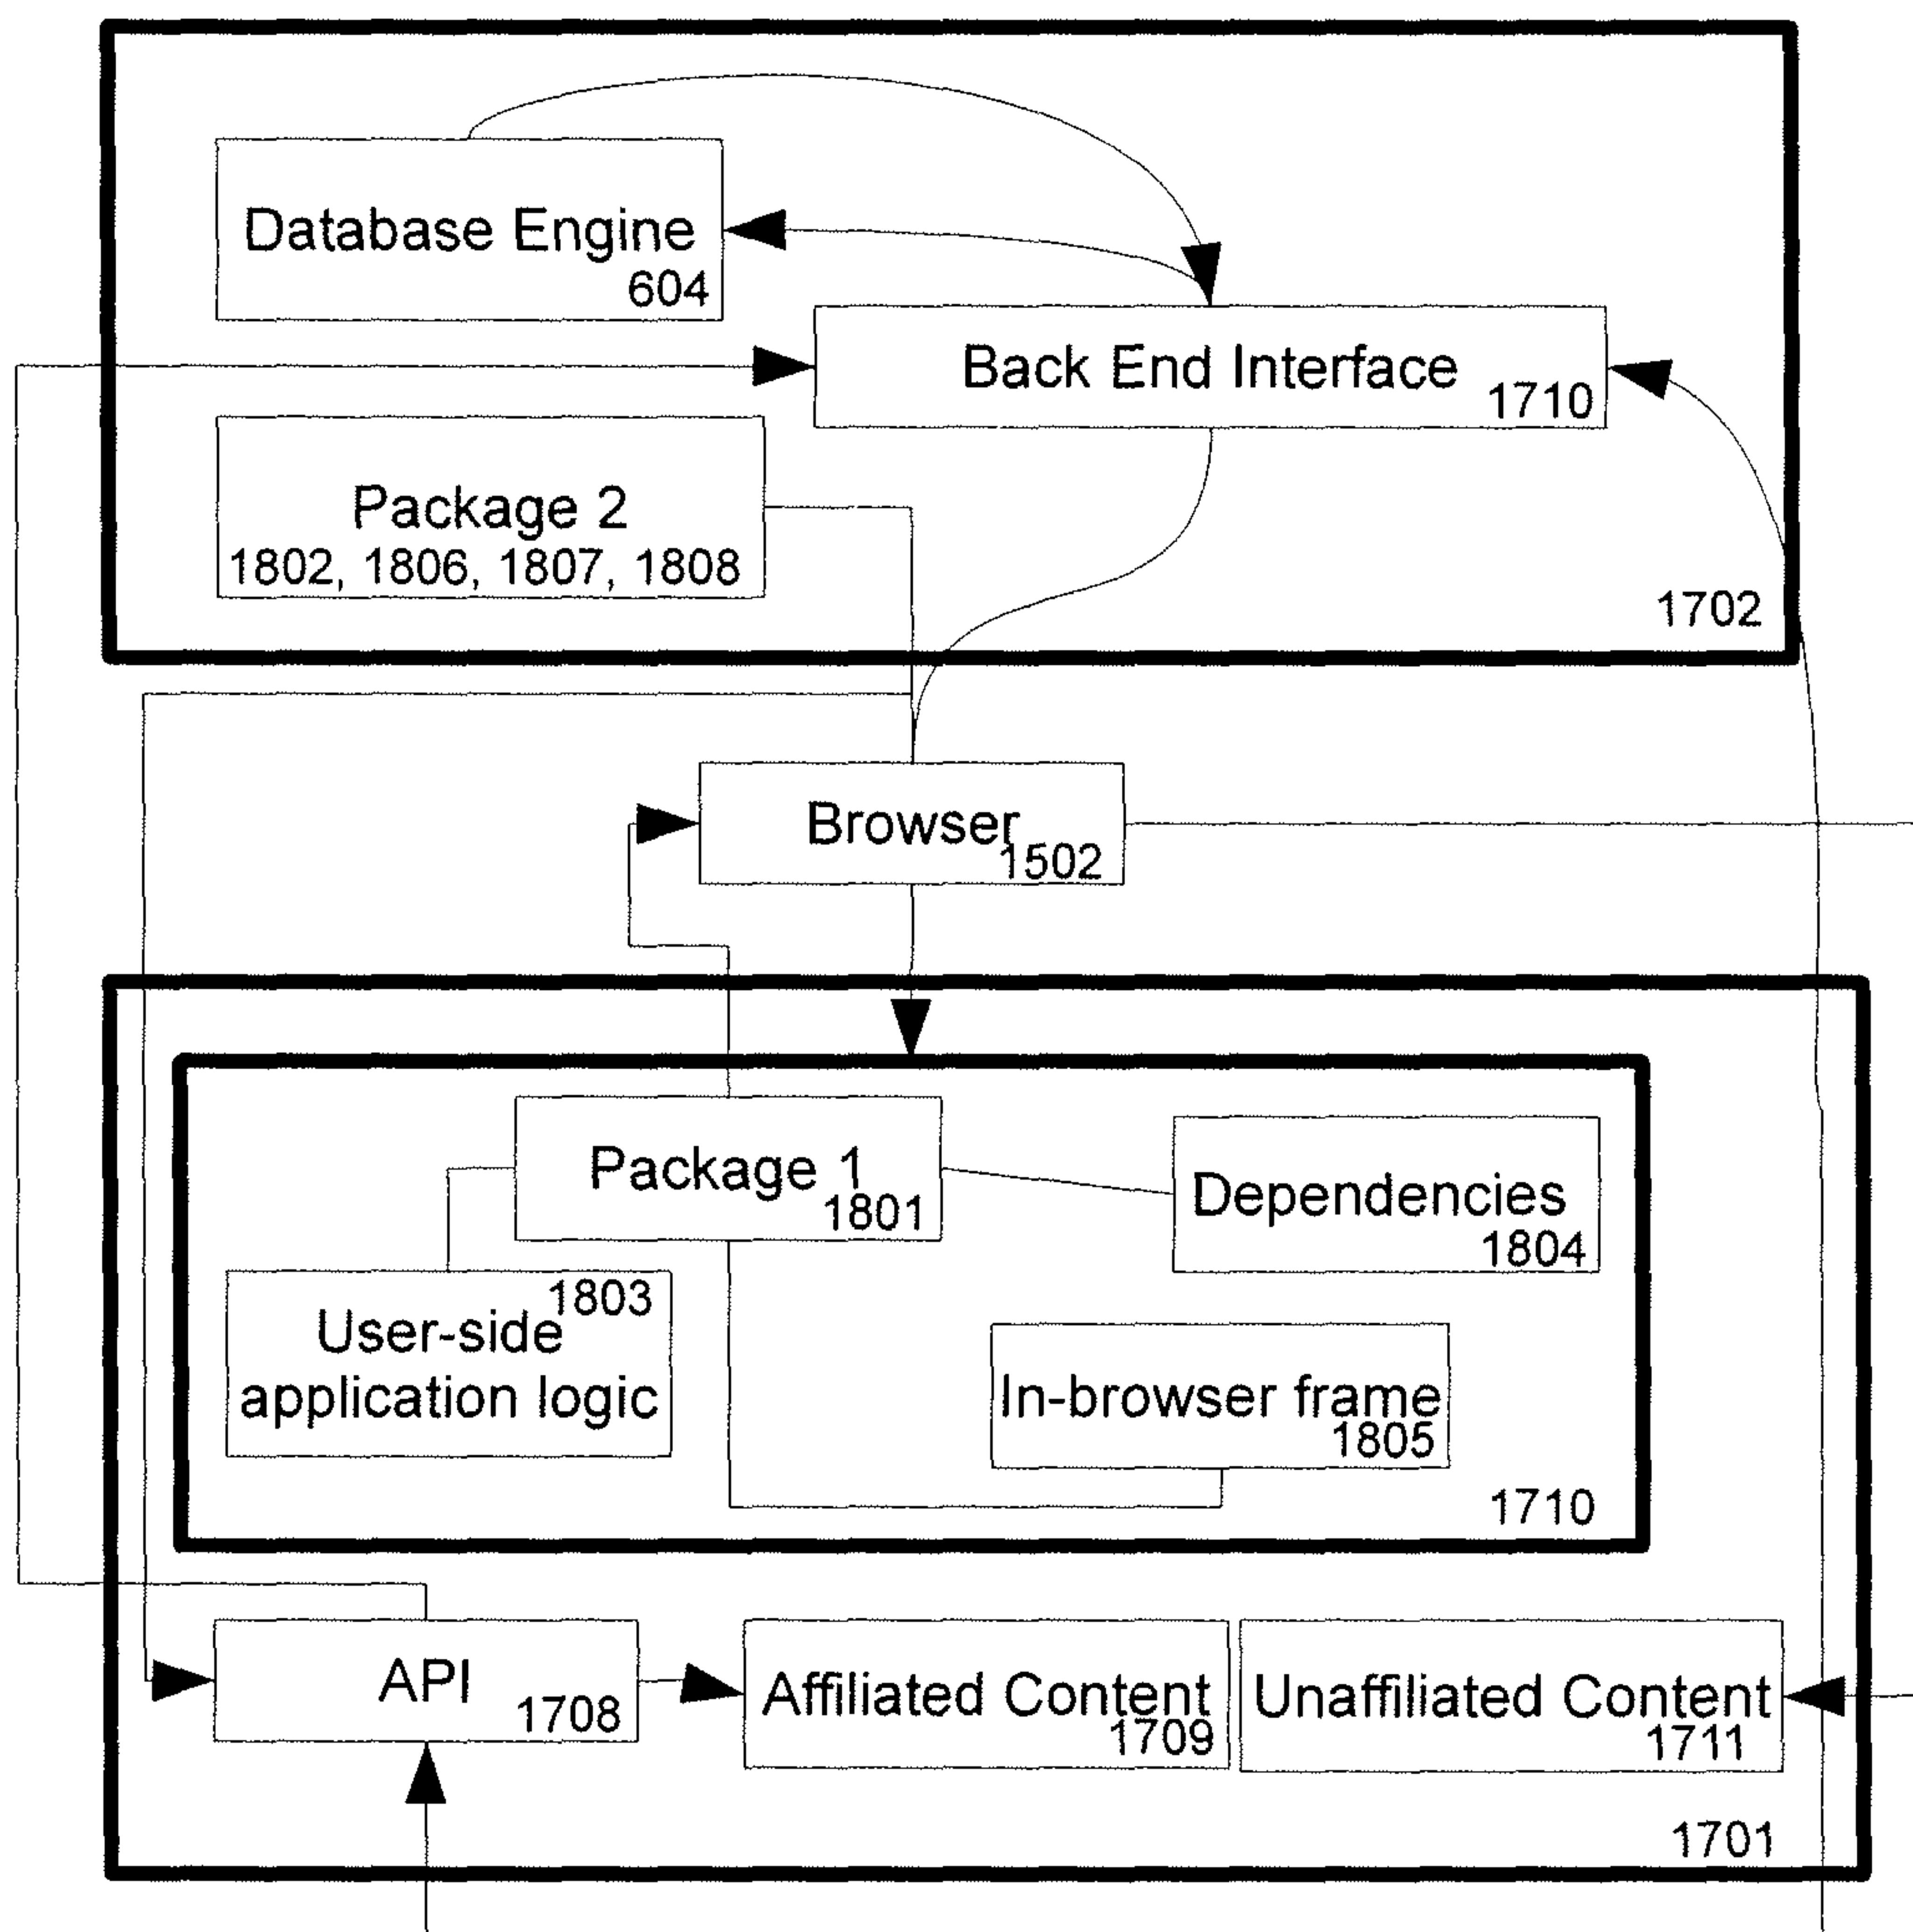 Database Engine
604
Back End Interface
1710
Package 2
1802, 1806, 1807, 1808
1702
Browser
1502
Package 1
1801
Dependencies
1804
1803
User-side
application logic
In-browser frame
1805
1710
API
1708
Affiliated Content
1709
Unaffiliated Content
1711
1701